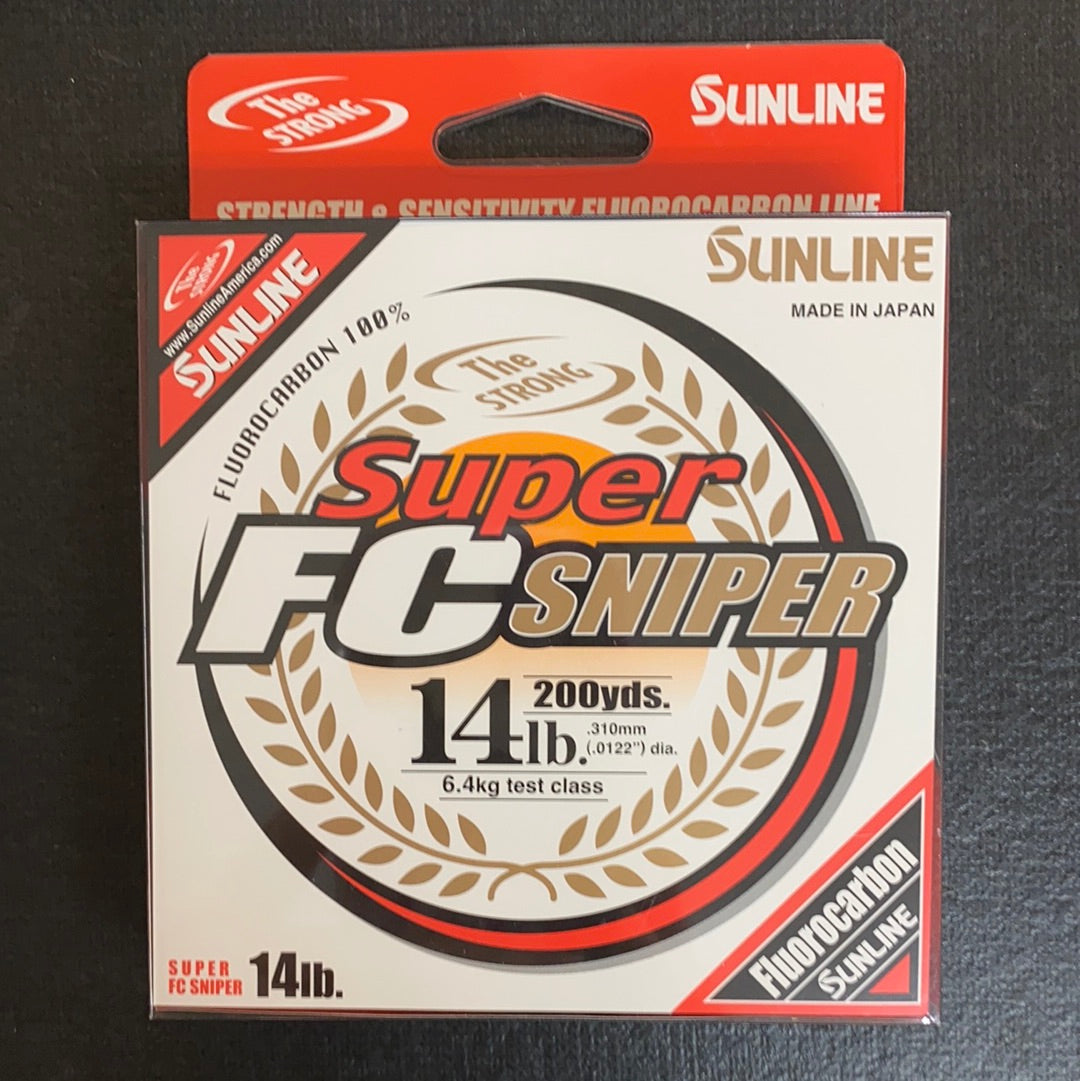 The
STRONG
SUNLINE
STRENGTH & SENSITIVITY FLUOROCARBON LINE
The
STRONG
www.SunlineAmerica.com
SUNLINE
SUNLINE
MADE IN JAPAN
FLUOROCARBON 100%
The
STRONG
Super
FC SNIPER
200yds.
14lb.
.310mm
(.0122") dia.
6.4kg test class
Fluorocarbon
SUNLINE
SUPER
FC SNIPER
14lb.